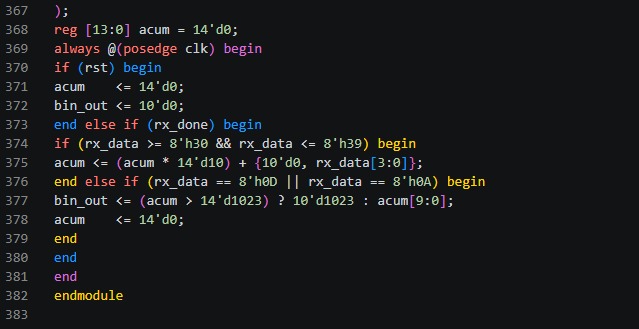 367 );
368 reg [13:0] acum = 14'd0;
369 always @(posedge clk) begin
370 if (rst) begin
371 acum    <= 14'd0;
372 bin_out <= 10'd0;
373 end else if (rx_done) begin
374 if (rx_data >= 8'h30 && rx_data <= 8'h39) begin
375 acum <= (acum * 14'd10) + {10'd0, rx_data[3:0]};
376 end else if (rx_data == 8'h0D || rx_data == 8'h0A) begin
377 bin_out <= (acum > 14'd1023) ? 10'd1023 : acum[9:0];
378 acum    <= 14'd0;
379 end
380 end
381 end
382 endmodule
383